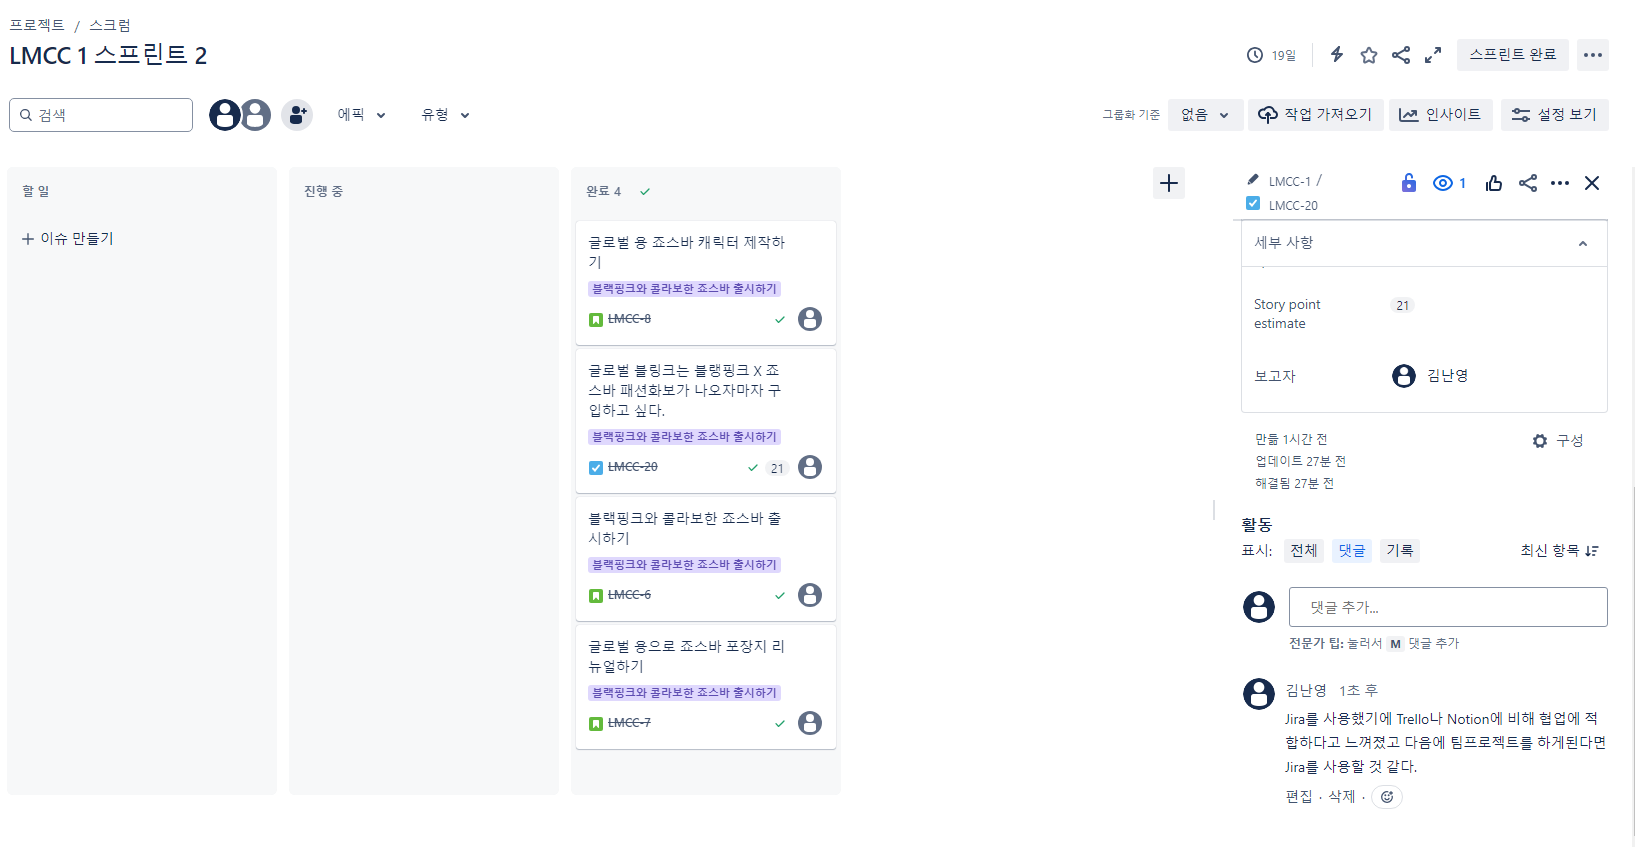 프로젝트 / 스크럼
LMCC 1 스프린트 2
19일
스프린트 완료
검색
에픽
유형
그룹화 기준
없음
작업 가져오기
인사이트
설정 보기
할 일
이슈 만들기
진행 중
완료 4
글로벌 용 죠스바 캐릭터 제작하
기
블랙핑크와 콜라보한 죠스바 출시하기
LMCC-8
글로벌 블링크는 블랭핑크 X 죠
스바 패션화보가 나오자마자 구
입하고 싶다.
블랙핑크와 콜라보한 죠스바 출시하기
LMCC-20
21
블랙핑크와 콜라보한 죠스바 출
시하기
블랙핑크와 콜라보한 죠스바 출시하기
LMCC-6
글로벌 용으로 죠스바 포장지 리
뉴얼하기
블랙핑크와 콜라보한 죠스바 출시하기
LMCC-7
LMCC-1 /
LMCC-20
1
세부 사항
Story point
estimate
21
보고자
김난영
만듦 1시간 전
업데이트 27분 전
해결됨 27분 전
구성
활동
표시:
전체
댓글
기록
최신 항목
댓글 추가...
전문가 팁: 눌러서 M 댓글 추가
김난영 1초 후
Jira를 사용했기에 Trello나 Notion에 비해 협업에 적
합하다고 느껴졌고 다음에 팀프로젝트를 하게된다면
Jira를 사용할 것 같다.
편집 · 삭제 ·